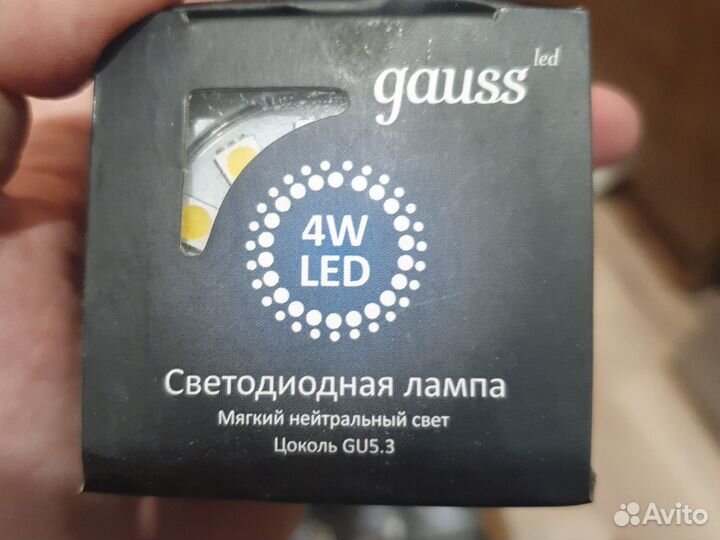 gauss led
4W
LED
Светодиодная лампа
Мягкий нейтральный свет
Цоколь GU5.3
Avito